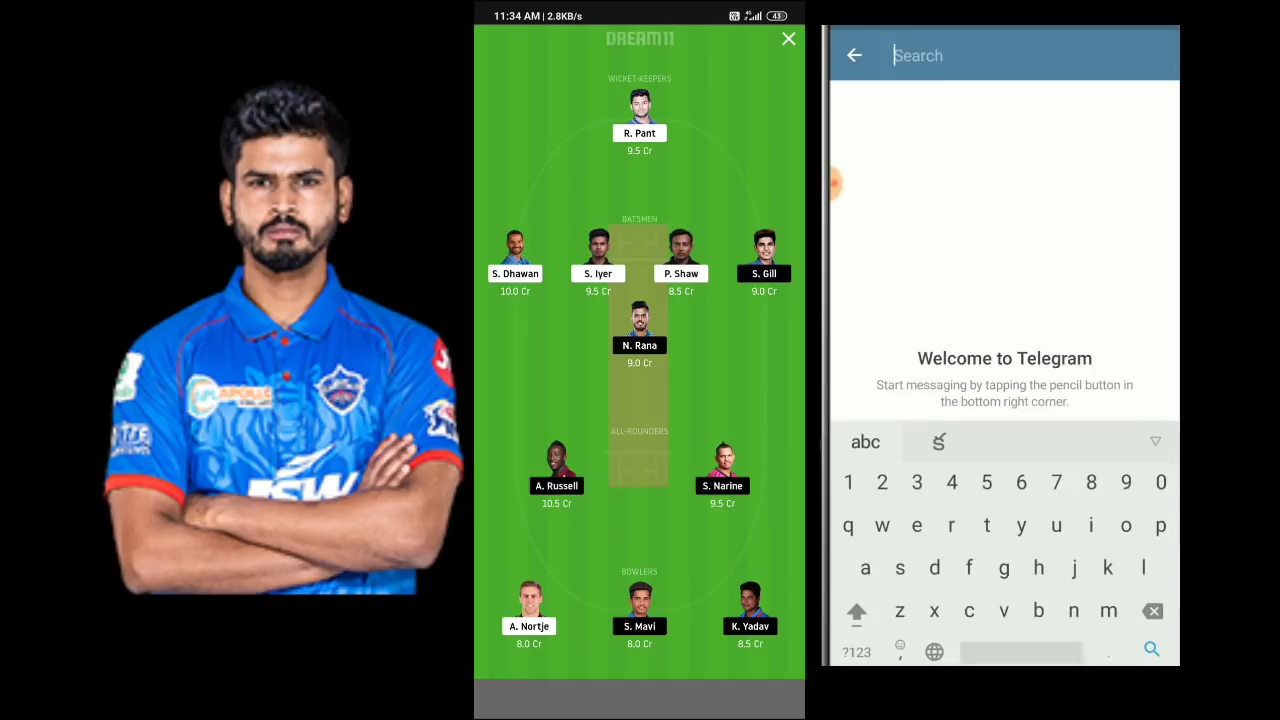 APOLLO
JSW
11:34 AM | 2.8KB/s
43
DREAM11
WICKET-KEEPERS
R. Pant
9.5 Cr
BATSMEN
S. Dhawan S. Iyer P. Shaw S. Gill
10.0 Cr 9.5 Cr 8.5 Cr 9.0 Cr
N. Rana
9.0 Cr
ALL-ROUNDERS
A. Russell S. Narine
10.5 Cr 9.5 Cr
BOWLERS
A. Nortje S. Mavi K. Yadav
8.0 Cr 8.0 Cr 8.5 Cr
Search
Welcome to Telegram
Start messaging by tapping the pencil button in
the bottom right corner.
abc
1 2 3 4 5 6 7 8 9 0
q w e r t y u i o p
a s d f g h j k l
z x c v b n m
?123 , .